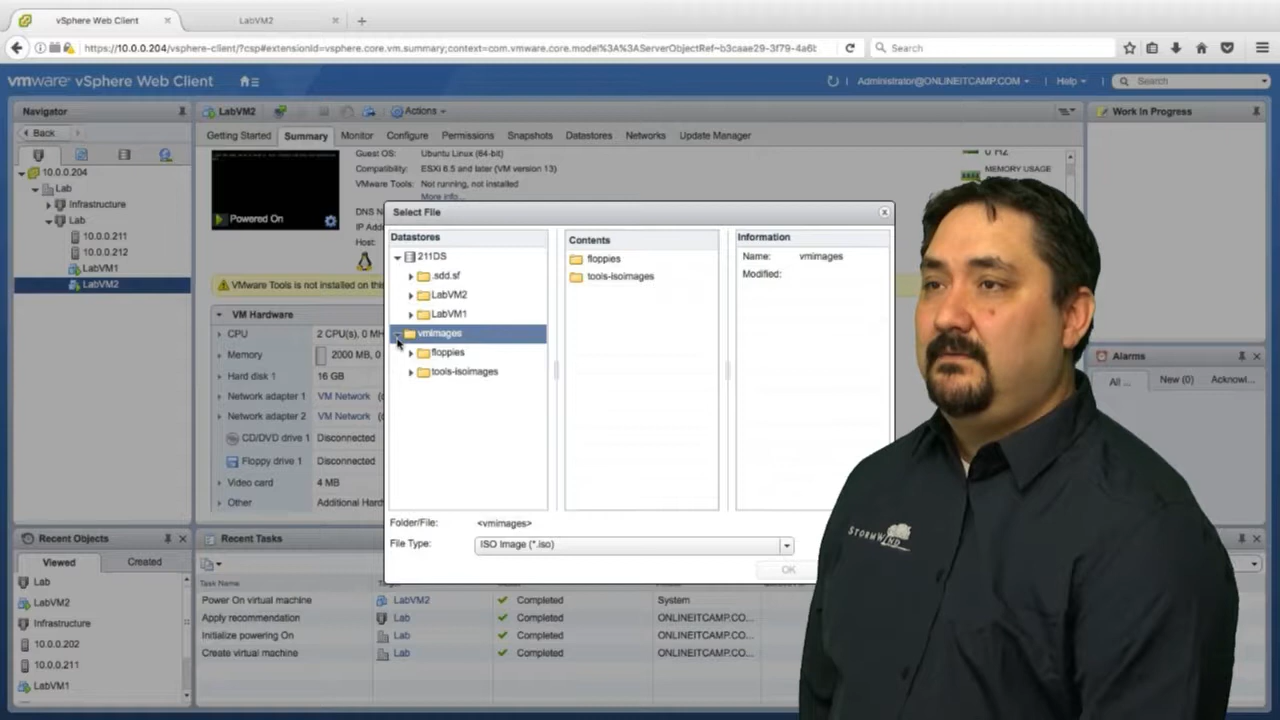 vSphere Web Client
LabVM2
https://10.0.0.204/vsphere-client/?csp#extensionId=vsphere.core.vm.summary;context=com.vmware.core.model%3A%3AServerObjectRef~b3caae29-3f79-4a6b
Search
vmware® vSphere Web Client
Administrator@ONLINEITCAMP.COM
Help
Search
Navigator
Back
10.0.0.204
Lab
Infrastructure
Lab
10.0.0.211
10.0.0.212
LabVM1
LabVM2
LabVM2
Actions
Getting Started
Summary
Monitor
Configure
Permissions
Snapshots
Datastores
Networks
Update Manager
Powered On
Guest OS: Ubuntu Linux (64-bit)
Compatibility: ESXi 6.5 and later (VM version 13)
VMware Tools: Not running, not installed
More info...
DNS N
IP Addr
Host:
0 Hz
MEMORY USAGE
VMware Tools is not installed on this
VM Hardware
CPU 2 CPU(s), 0 MH
Memory 2000 MB, 0
Hard disk 1 16 GB
Network adapter 1 VM Network (d
Network adapter 2 VM Network (d
CD/DVD drive 1 Disconnected
Floppy drive 1 Disconnected
Video card 4 MB
Other Additional Hard
Select File
Datastores
211DS
.sdd.sf
LabVM2
LabVM1
vmimages
floppies
tools-isoimages
Contents
floppies
tools-isoimages
Information
Name: vmimages
Modified:
Folder/File: <vmimages>
File Type: ISO Image (*.iso)
OK
Work In Progress
Alarms
All ...
New (0)
Acknowl...
Recent Objects
Viewed
Created
Lab
LabVM2
Infrastructure
10.0.0.202
10.0.0.211
LabVM1
Recent Tasks
Task Name
Power On virtual machine LabVM2 Completed System
Apply recommendation Lab Completed ONLINEITCAMP.CO...
Initialize powering On Lab Completed ONLINEITCAMP.CO...
Create virtual machine Lab Completed ONLINEITCAMP.CO...
STORMWIND